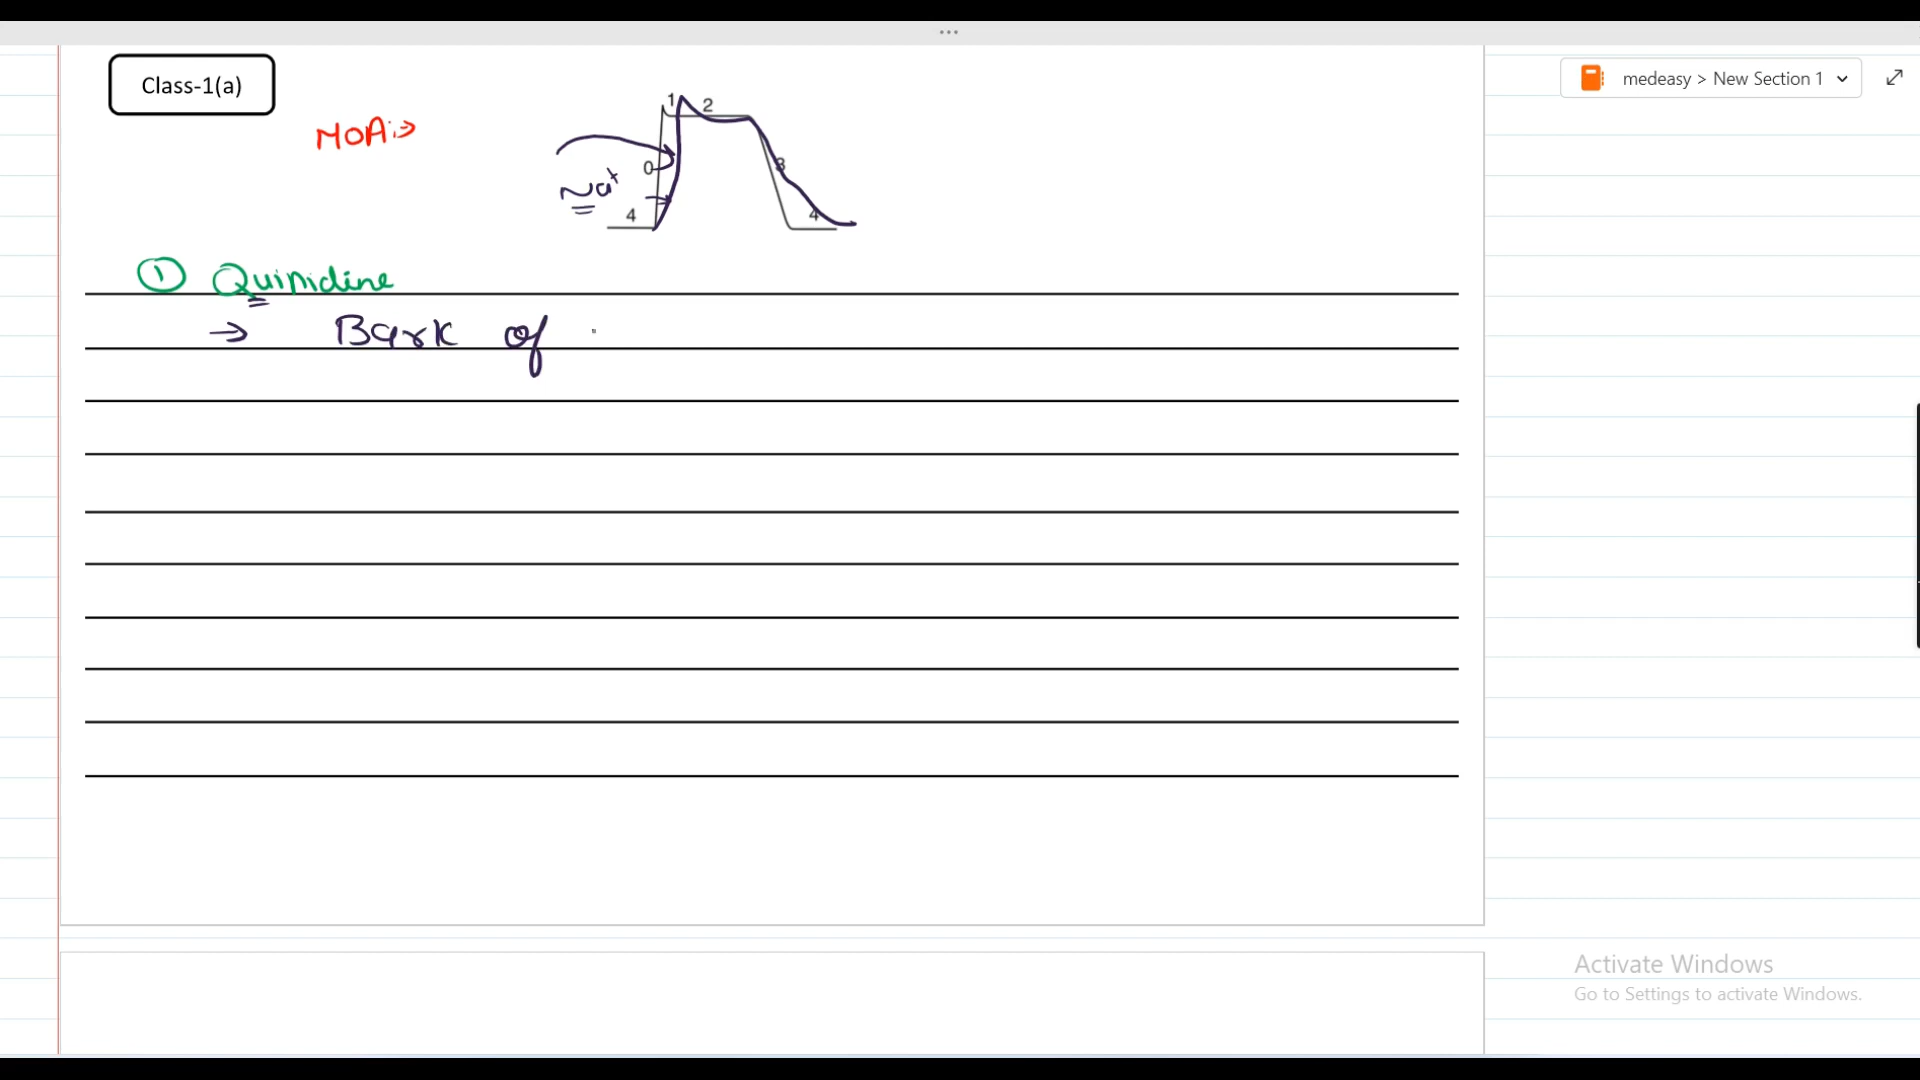 ...
Class-1(a)
medeasy > New Section 1
MOA:→
1 2
0 3
Na⁺
4 4
① Quinidine
→ Bark of
Activate Windows
Go to Settings to activate Windows.